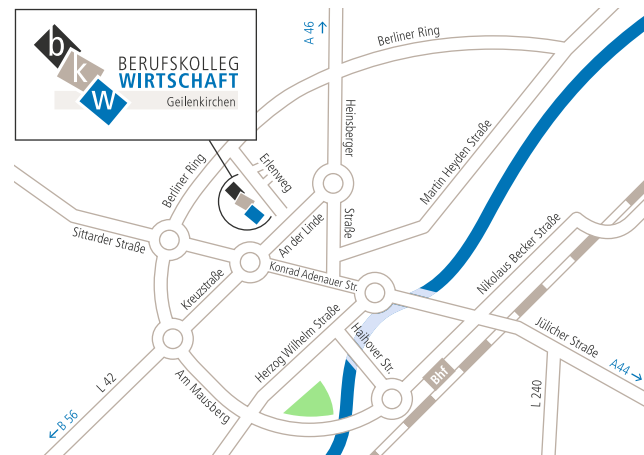 bkw
BERUFSKOLLEG
WIRTSCHAFT
Geilenkirchen
A 46
Berliner Ring
Heinsberger
Straße
Martin Heyden Straße
Berliner Ring
Erlenweg
An der Linde
Sittarder Straße
Konrad Adenauer Str.
Nikolaus Becker Straße
Kreuzstraße
Herzog Wilhelm Straße
Haihover Str.
Jülicher Straße
A44
Bhf
L 42
Am Mausberg
L 240
B 56